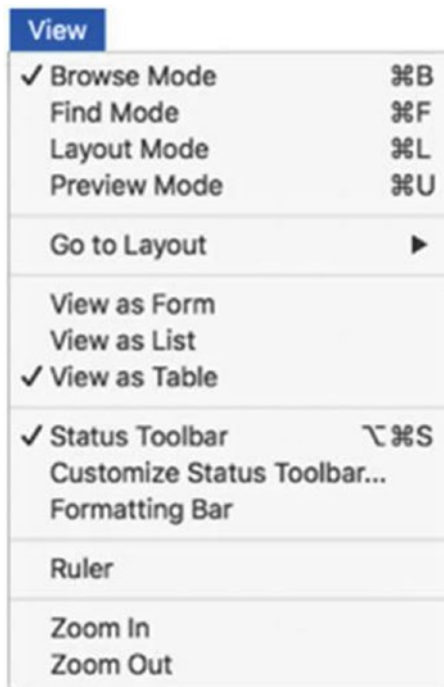 View
✓ Browse Mode ⌘B
Find Mode ⌘F
Layout Mode ⌘L
Preview Mode ⌘U
Go to Layout ▶
View as Form
View as List
✓ View as Table
✓ Status Toolbar ⌥⌘S
Customize Status Toolbar...
Formatting Bar
Ruler
Zoom In
Zoom Out